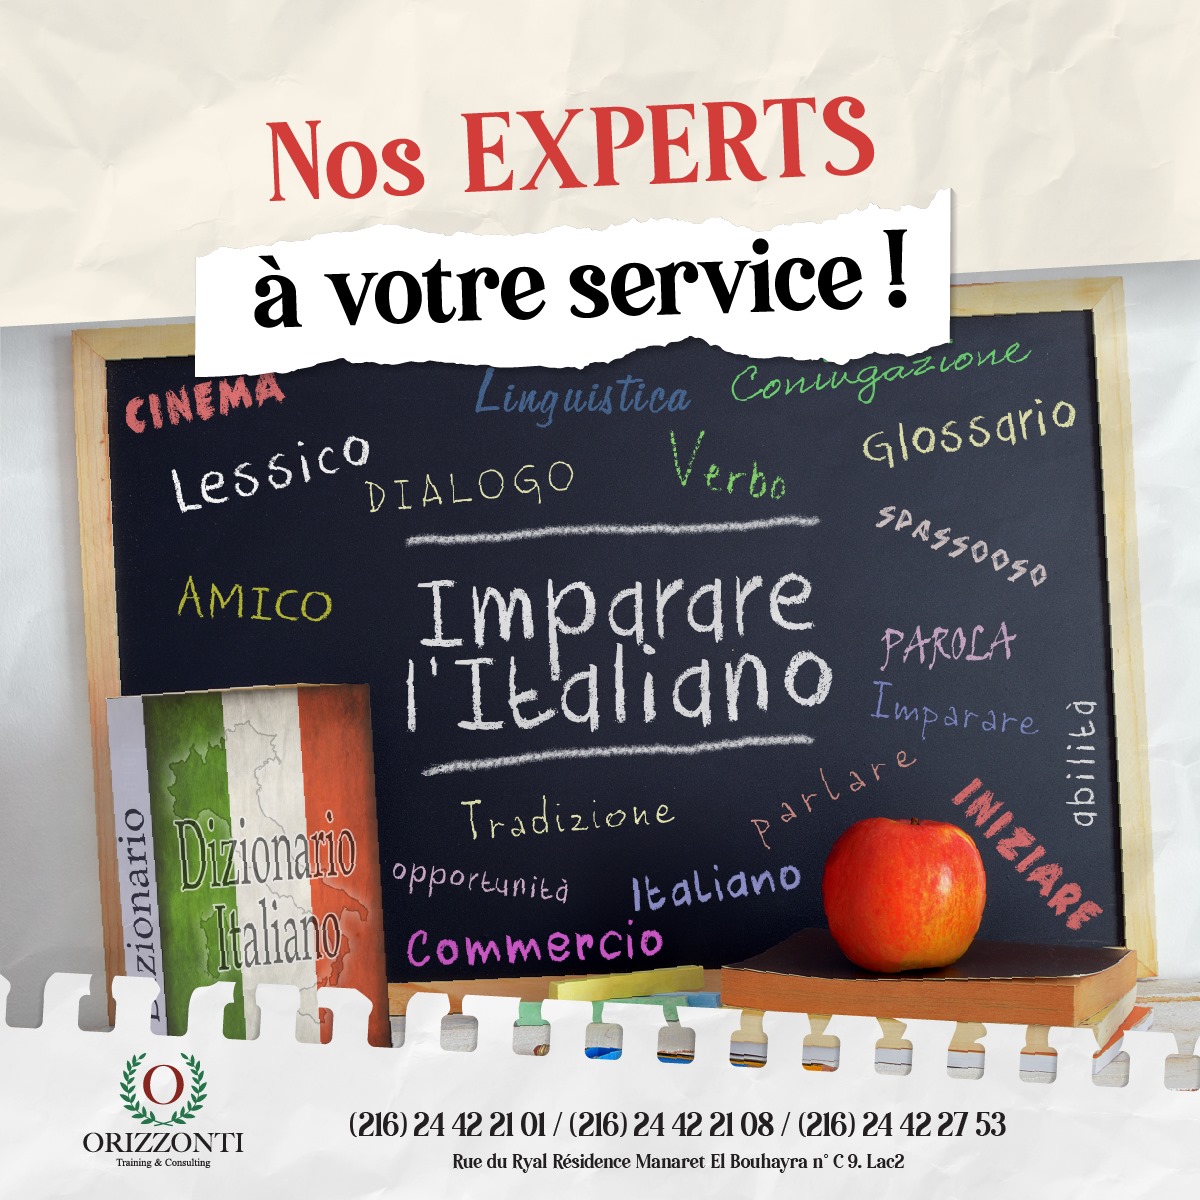 Nos EXPERTS
à votre service !
CINEMA
Linguistica
Coniugazione
Lessico
DIALOGO
Verbo
Glossario
SPASSOOSO
AMICO
Imparare
l'Italiano
PAROLA
Imparare
abilità
parlare
INIZIARE
Tradizione
opportunità
Italiano
Commercio
Dizionario
Dizionario
Italiano
O
ORIZZONTI
Training & Consulting
(216) 24 42 21 01 / (216) 24 42 21 08 / (216) 24 42 27 53
Rue du Ryal Résidence Manaret El Bouhayra n° C 9. Lac2